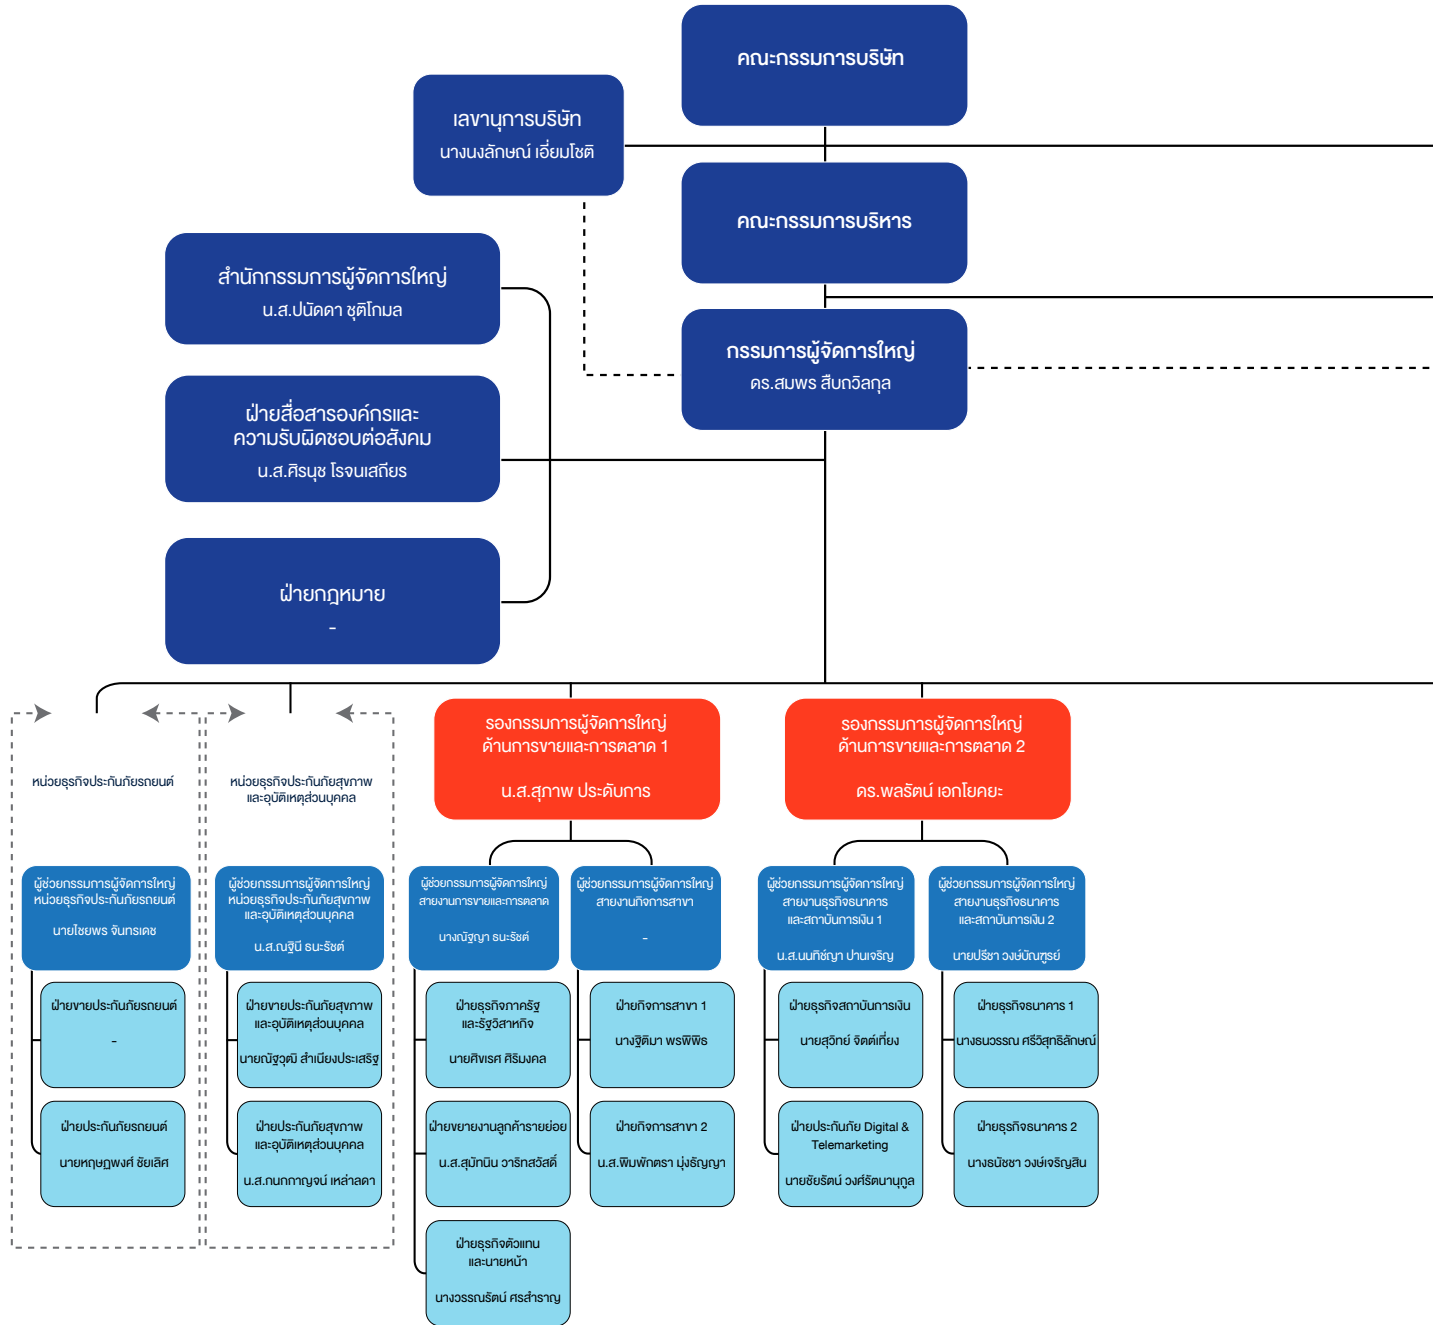 คณะกรรมการบริษัท
เลขานุการบริษัท
นางนงลักษณ์ เอี่ยมโชติ
คณะกรรมการบริหาร
สำนักกรรมการผู้จัดการใหญ่
น.ส.ปนัดดา ชุติโกมล
กรรมการผู้จัดการใหญ่
ดร.สมพร สืบถวิลกุล
ฝ่ายสื่อสารองค์กรและ
ความรับผิดชอบต่อสังคม
น.ส.ศิรนุช โรจนเสถียร
ฝ่ายกฎหมาย
-
หน่วยธุรกิจประกันภัยรถยนต์
หน่วยธุรกิจประกันภัยสุขภาพ
และอุบัติเหตุส่วนบุคคล
รองกรรมการผู้จัดการใหญ่
ด้านการขายและการตลาด 1
น.ส.สุภาพ ประดับการ
รองกรรมการผู้จัดการใหญ่
ด้านการขายและการตลาด 2
ดร.พลรัตน์ เอกโยคยะ
ผู้ช่วยกรรมการผู้จัดการใหญ่
หน่วยธุรกิจประกันภัยรถยนต์
นายไชยพร จันทรเดช
ผู้ช่วยกรรมการผู้จัดการใหญ่
หน่วยธุรกิจประกันภัยสุขภาพ
และอุบัติเหตุส่วนบุคคล
น.ส.ณฐินี ธนะรัชต์
ผู้ช่วยกรรมการผู้จัดการใหญ่
สายงานการขายและการตลาด
นางณัฐญา ธนะรัชต์
ผู้ช่วยกรรมการผู้จัดการใหญ่
สายงานกิจการสาขา
-
ผู้ช่วยกรรมการผู้จัดการใหญ่
สายงานธุรกิจธนาคาร
และสถาบันการเงิน 1
น.ส.นนทิช์ญา ปานเจริญ
ผู้ช่วยกรรมการผู้จัดการใหญ่
สายงานธุรกิจธนาคาร
และสถาบันการเงิน 2
นายปรีชา วงษ์บัณฑูรย์
ฝ่ายขายประกันภัยรถยนต์
-
ฝ่ายขายประกันภัยสุขภาพ
และอุบัติเหตุส่วนบุคคล
นายณัฐวุฒิ สำเนียงประเสริฐ
ฝ่ายธุรกิจภาครัฐ
และรัฐวิสาหกิจ
นายศิขเรศ ศิริมงคล
ฝ่ายกิจการสาขา 1
นางฐิติมา พรพิพิธ
ฝ่ายธุรกิจสถาบันการเงิน
นายสุวิทย์ จิตต์เที่ยง
ฝ่ายธุรกิจธนาคาร 1
นางธนวรรณ ศรีวิสุทธิลักษณ์
ฝ่ายประกันภัยรถยนต์
นายหฤษฎพงศ์ ชัยเลิศ
ฝ่ายประกันภัยสุขภาพ
และอุบัติเหตุส่วนบุคคล
น.ส.กนกกาญจน์ เหล่าลดา
ฝ่ายขยายงานลูกค้ารายย่อย
น.ส.สุมัทนิน วาริทสวัสดิ์
ฝ่ายกิจการสาขา 2
น.ส.พิมพักตรา มุ่งธัญญา
ฝ่ายประกันภัย Digital &
Telemarketing
นายชัยรัตน์ วงศ์รัตนานุกูล
ฝ่ายธุรกิจธนาคาร 2
นางธนัชชา วงษ์เจริญสิน
ฝ่ายธุรกิจตัวแทน
และนายหน้า
นางวรรณรัตน์ ศรสำราญ